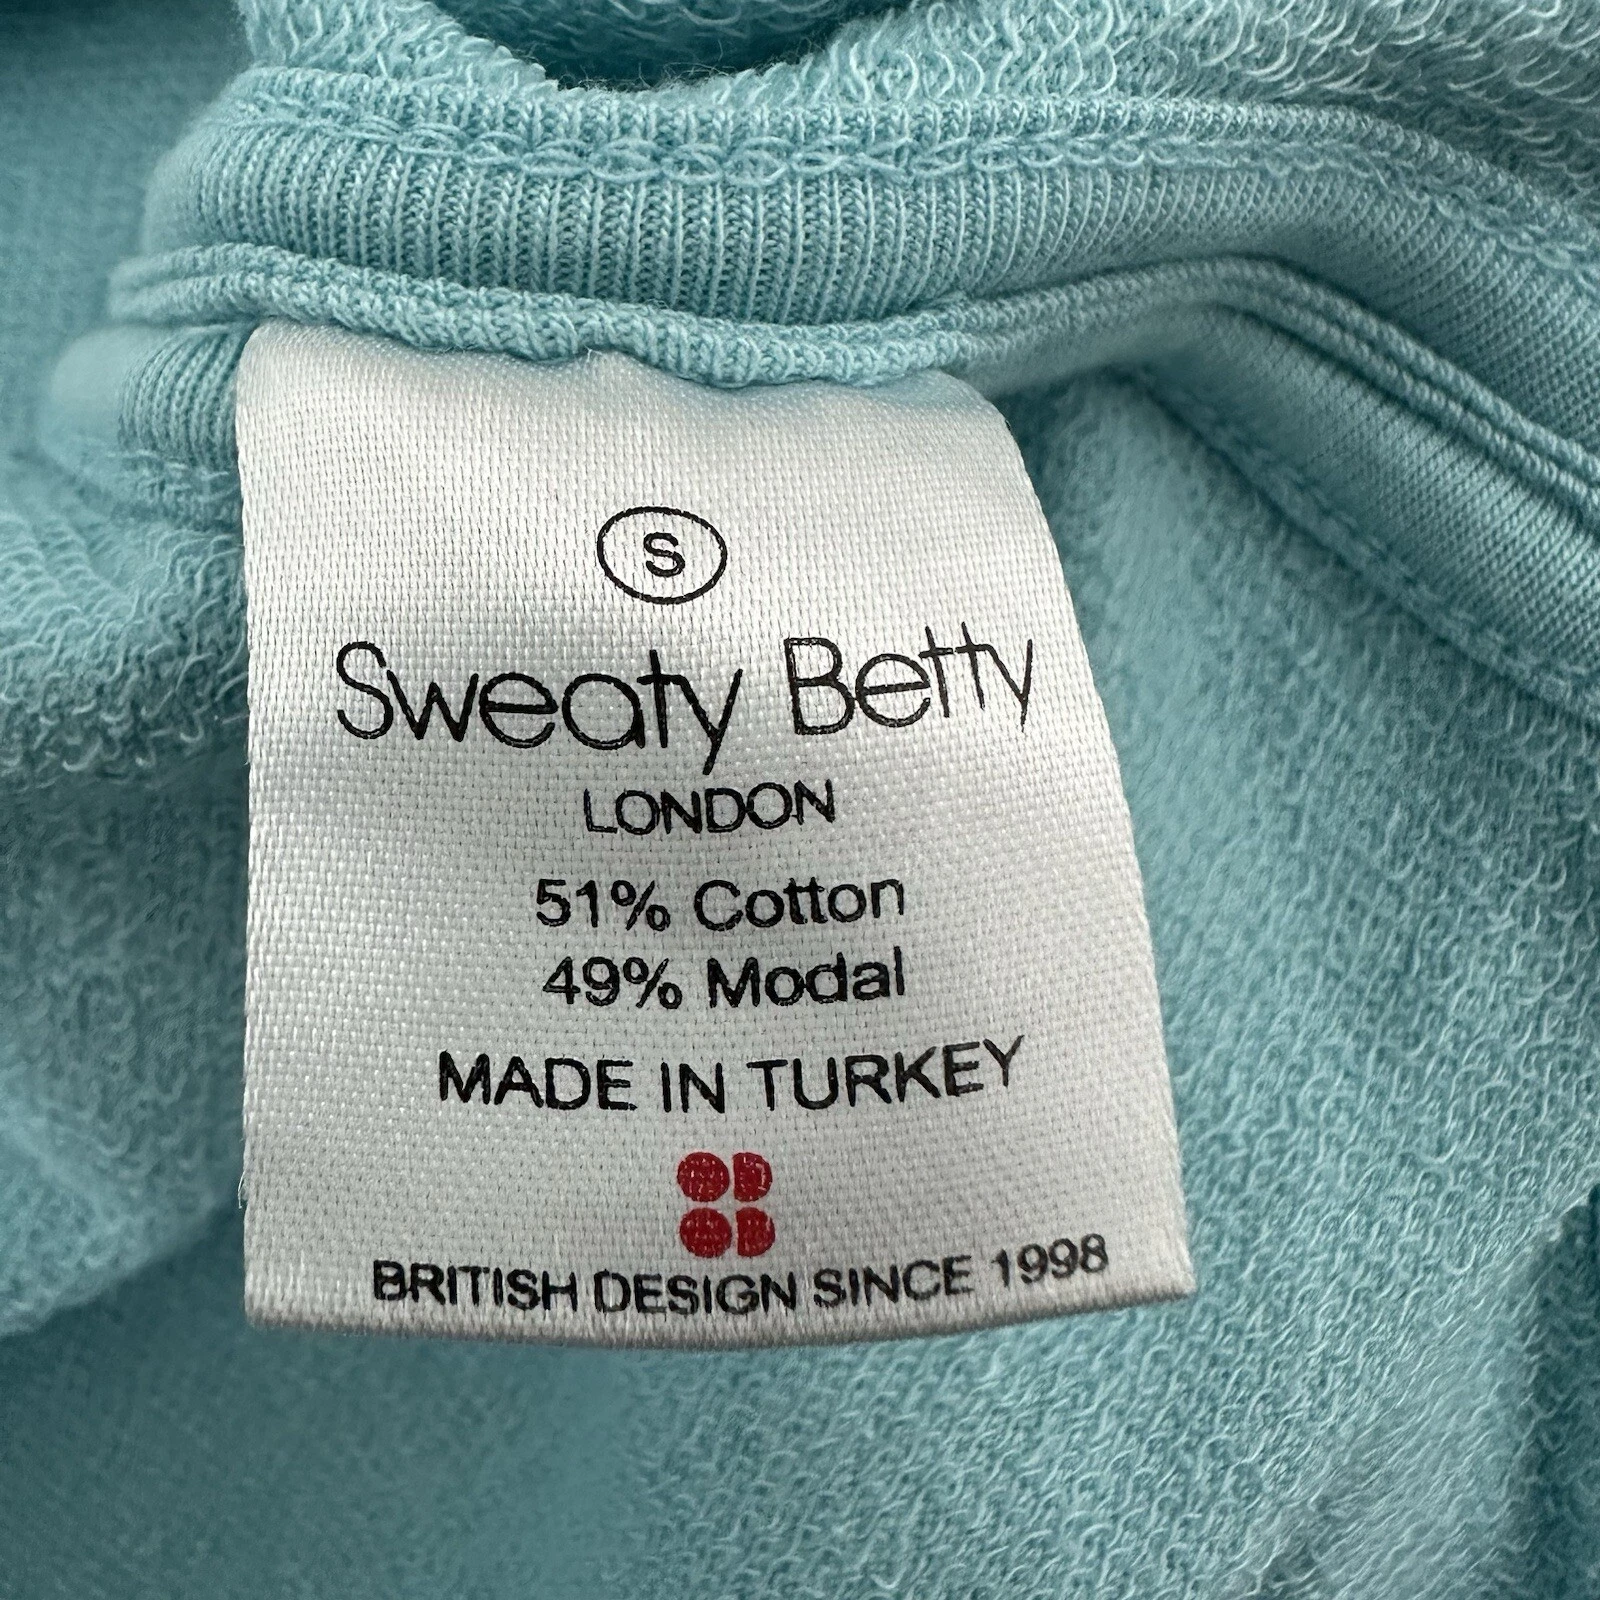 S
Sweaty Betty
LONDON
51% Cotton
49% Modal
MADE IN TURKEY
BRITISH DESIGN SINCE 1998